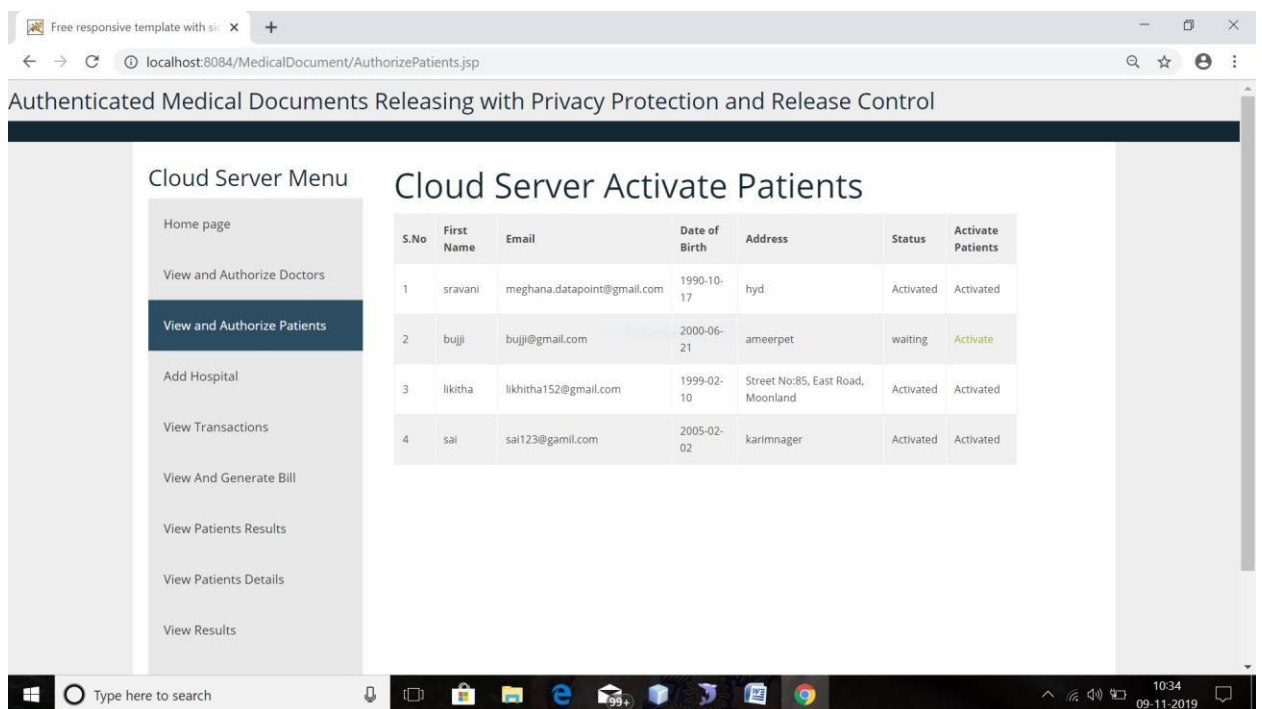 Free responsive template with sic
localhost:8084/MedicalDocument/AuthorizePatients.jsp
Authenticated Medical Documents Releasing with Privacy Protection and Release Control
Cloud Server Menu
Home page
View and Authorize Doctors
View and Authorize Patients
Add Hospital
View Transactions
View And Generate Bill
View Patients Results
View Patients Details
View Results
Cloud Server Activate Patients
S.No First Name Email Date of Birth Address Status Activate Patients
1 sravani meghana.datapoint@gmail.com 1990-10-17 hyd Activated Activated
2 bujji bujji@gmail.com 2000-06-21 ameerpet waiting Activate
3 likitha likhitha152@gmail.com 1999-02-10 Street No:85, East Road, Moonland Activated Activated
4 sai sai123@gamil.com 2005-02-02 karimnager Activated Activated
Type here to search
99+
10:34
09-11-2019